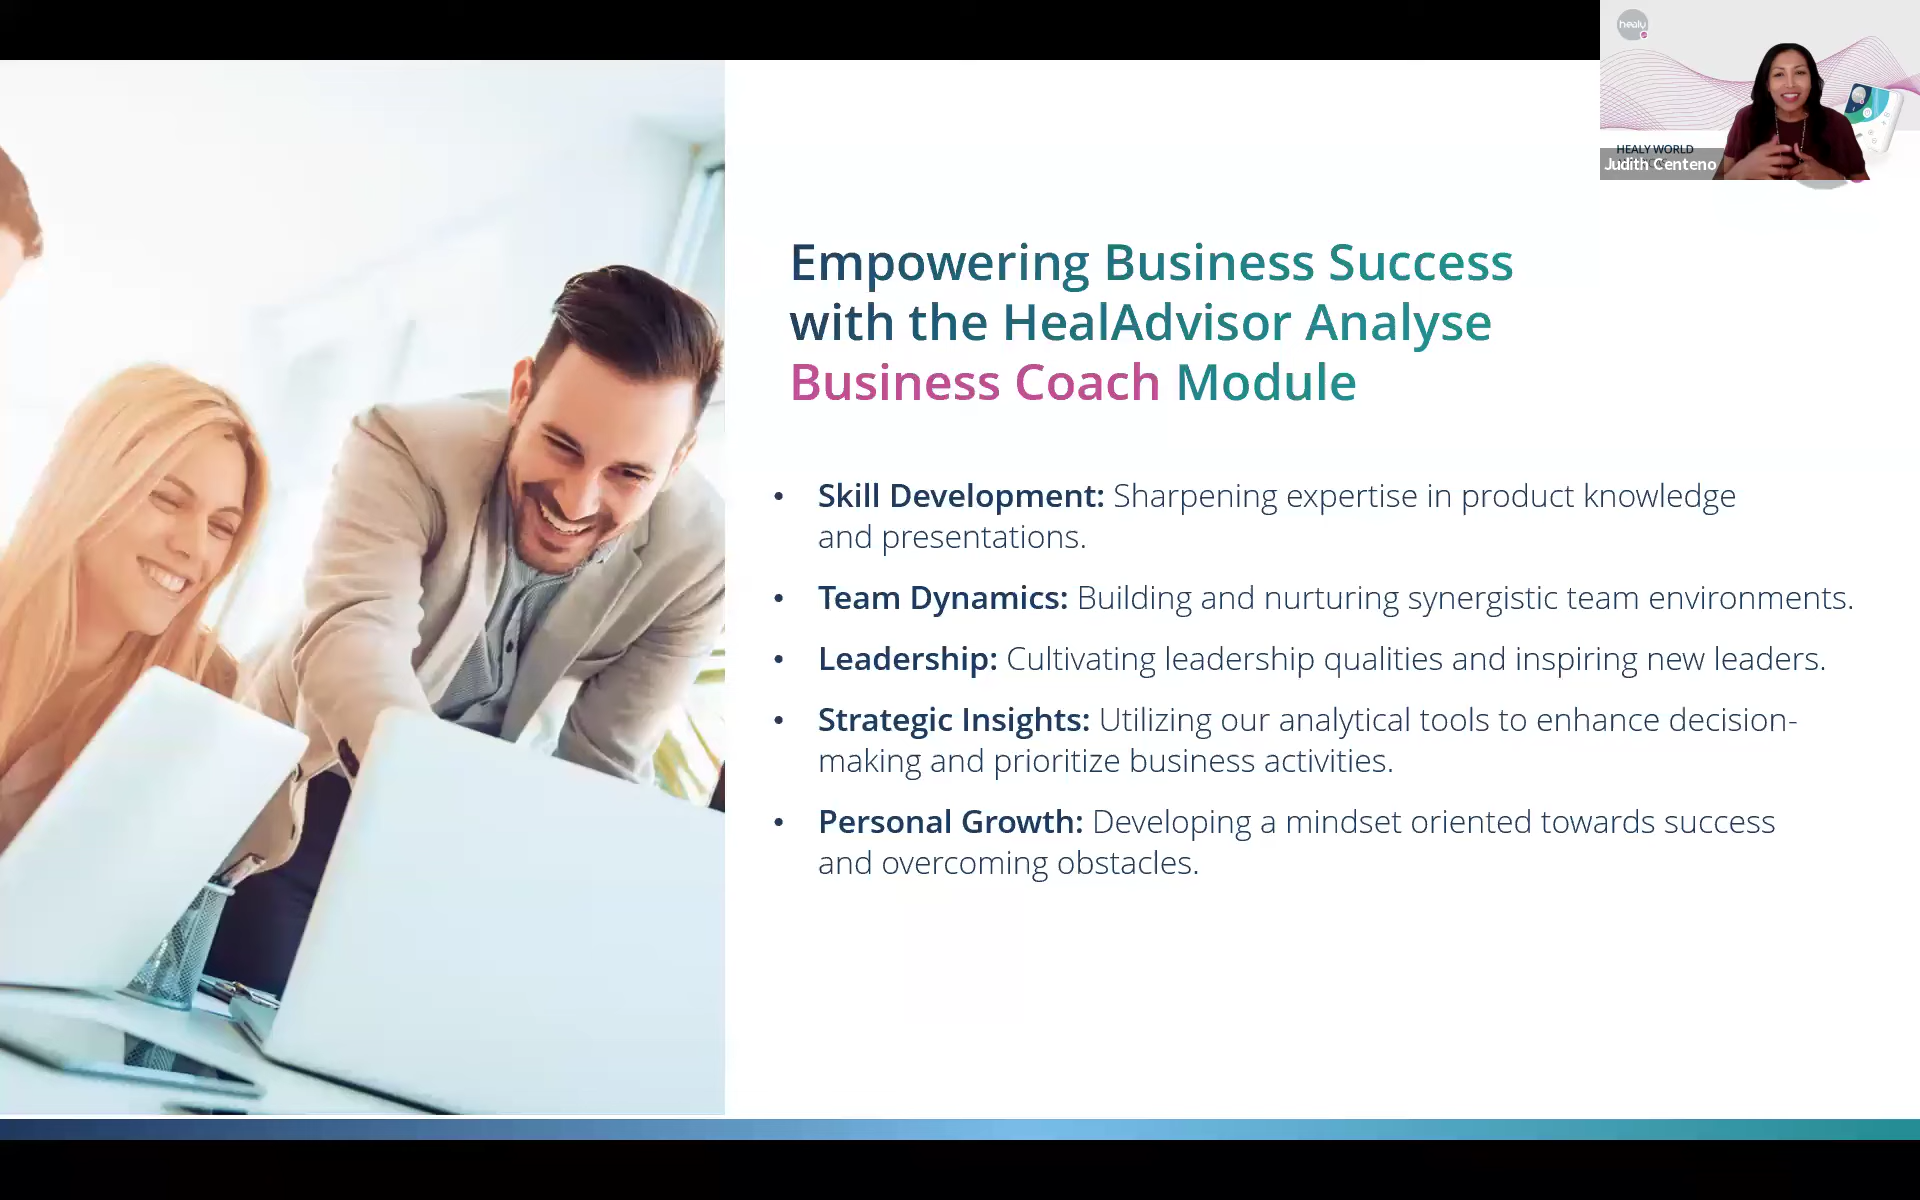 healy
HEALY WORLD
Judith Centeno
Empowering Business Success
with the HealAdvisor Analyse
Business Coach Module
• Skill Development: Sharpening expertise in product knowledge
and presentations.
• Team Dynamics: Building and nurturing synergistic team environments.
• Leadership: Cultivating leadership qualities and inspiring new leaders.
• Strategic Insights: Utilizing our analytical tools to enhance decision-
making and prioritize business activities.
• Personal Growth: Developing a mindset oriented towards success
and overcoming obstacles.